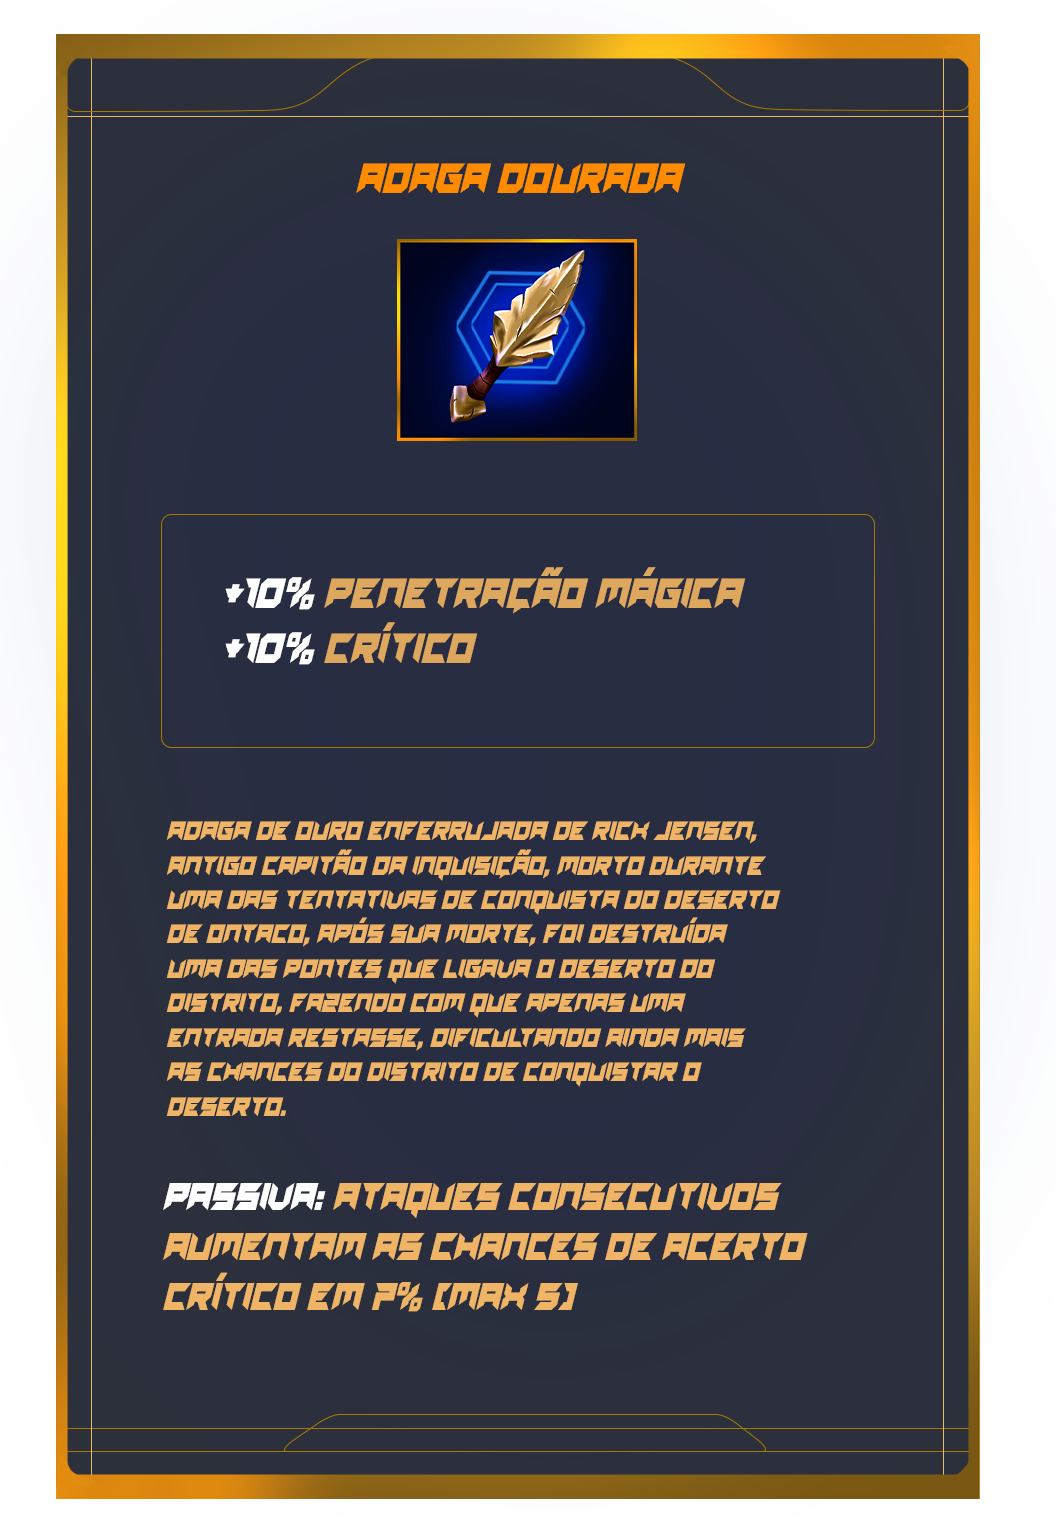 ADAGA DOURADA
+10% PENETRAÇÃO MÁGICA
+10% CRÍTICO
ADAGA DE OURO ENFERRUJADA DE RICK JENSEN,
ANTIGO CAPITÃO DA INQUISIÇÃO, MORTO DURANTE
UMA DAS TENTATIVAS DE CONQUISTA DO DESERTO
DE ONTACO, APÓS SUA MORTE, FOI DESTRUÍDA
UMA DAS PONTES QUE LIGAVA O DESERTO DO
DISTRITO, FAZENDO COM QUE APENAS UMA
ENTRADA RESTASSE, DIFICULTANDO AINDA MAIS
AS CHANCES DO DISTRITO DE CONQUISTAR O
DESERTO.
PASSIVA: ATAQUES CONSECUTIVOS
AUMENTAM AS CHANCES DE ACERTO
CRÍTICO EM 7% (MAX 5)